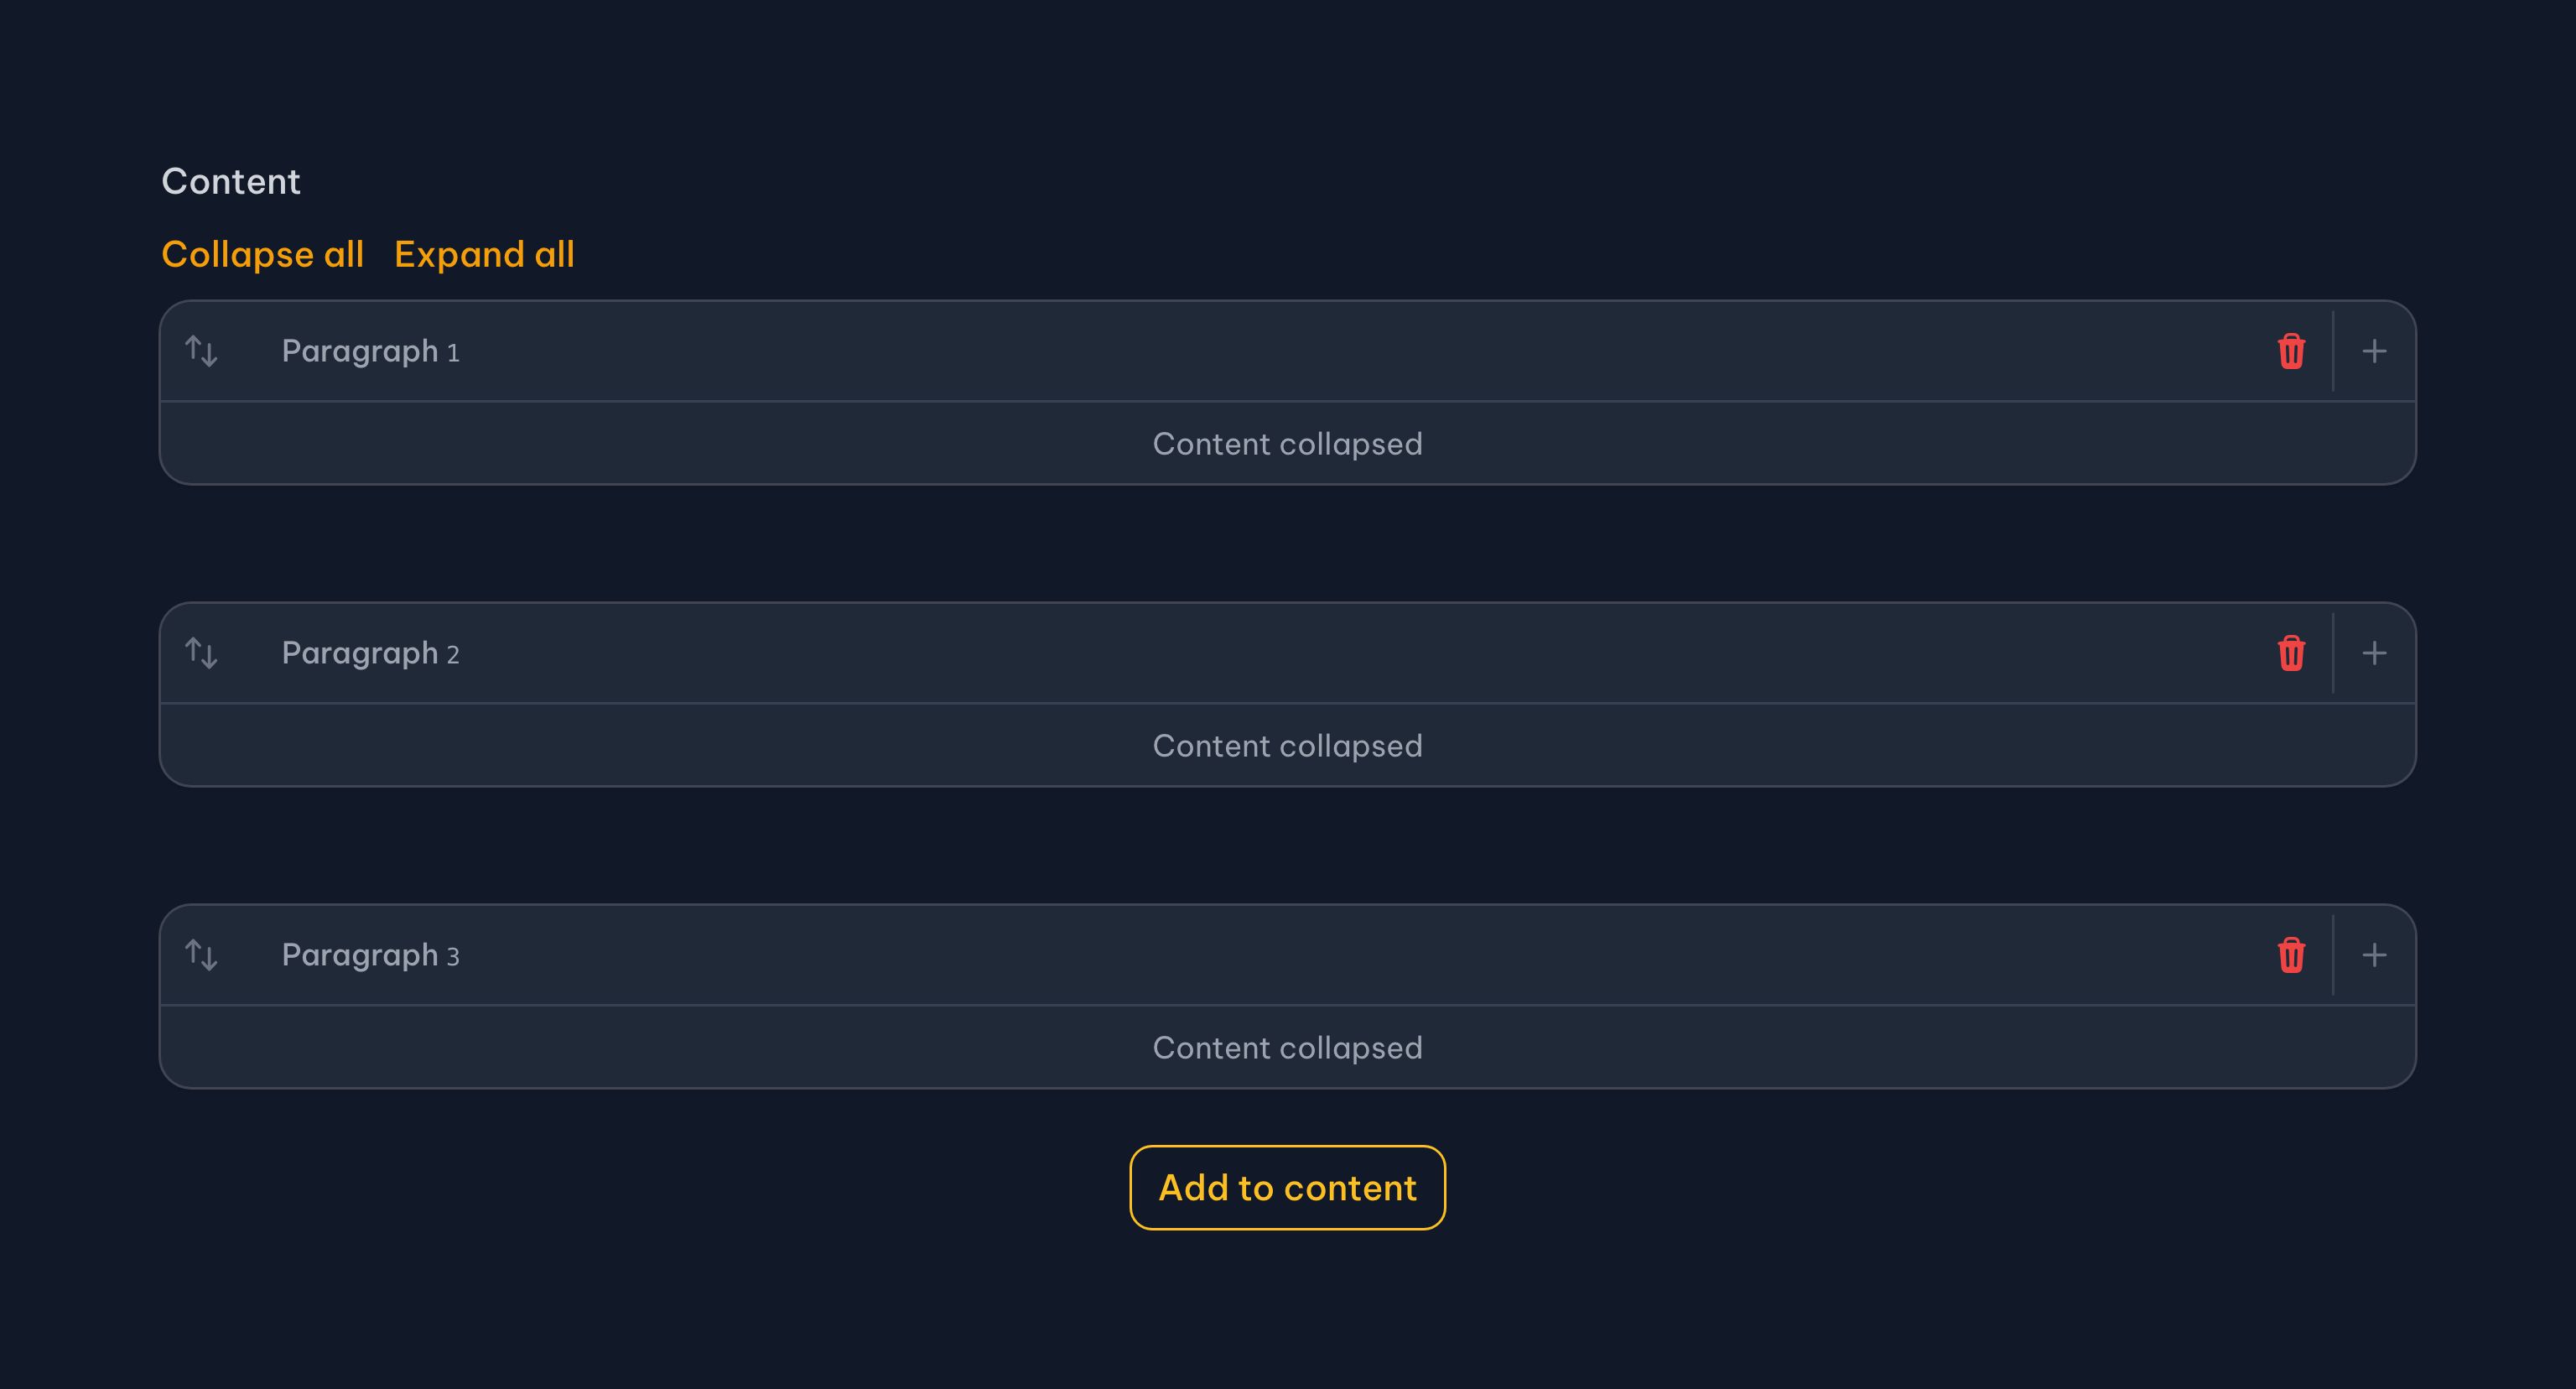 Content
Collapse all Expand all
Paragraph 1
Content collapsed
Paragraph 2
Content collapsed
Paragraph 3
Content collapsed
Add to content